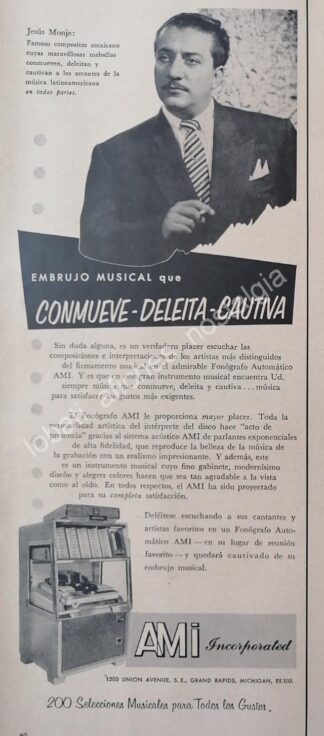 Jesús Monje:
Famoso compositor mexicano
cuyas maravillosas melodías
conmueven, deleitan y
cautivan a los amantes de la
música latinoamericana
en todas partes.
EMBRUJO MUSICAL que
CONMUEVE-DELEITA-CAUTIVA
Sin duda alguna, es un verdadero placer escuchar las
composiciones e interpretaciones de los artistas más distinguidos
del firmamento musical en el admirable Fonógrafo Automático
AMI. Y es que en este gran instrumento musical encuentra Ud.
siempre música que conmueve, deleita y cautiva . . . música
para satisfacer los gustos más exigentes.
El Fonógrafo AMI le proporciona mayor placer. Toda la
personalidad artística del intérprete del disco hace "acto de
presencia" gracias al sistema acústico AMI de parlantes exponenciales
de alta fidelidad, que reproduce la belleza de la música de
la grabación con un realismo impresionante. Y además, este
es un instrumento musical cuyo fino gabinete, modernísimo
diseño y alegres colores hacen que sea tan agradable a la vista
como al oído. En todos respectos, el AMI ha sido proyectado
para su completa satisfacción.
Deléitese escuchando a sus cantantes y
artistas favoritos en un Fonógrafo Auto-
mático AMI — en su lugar de reunión
favorito — y quedará cautivado de su
embrujo musical.
AMi Incorporated
1500 UNION AVENUE, S.E., GRAND RAPIDS, MICHIGAN, EE.UU.
200 Selecciones Musicales para Todos los Gustos.
40